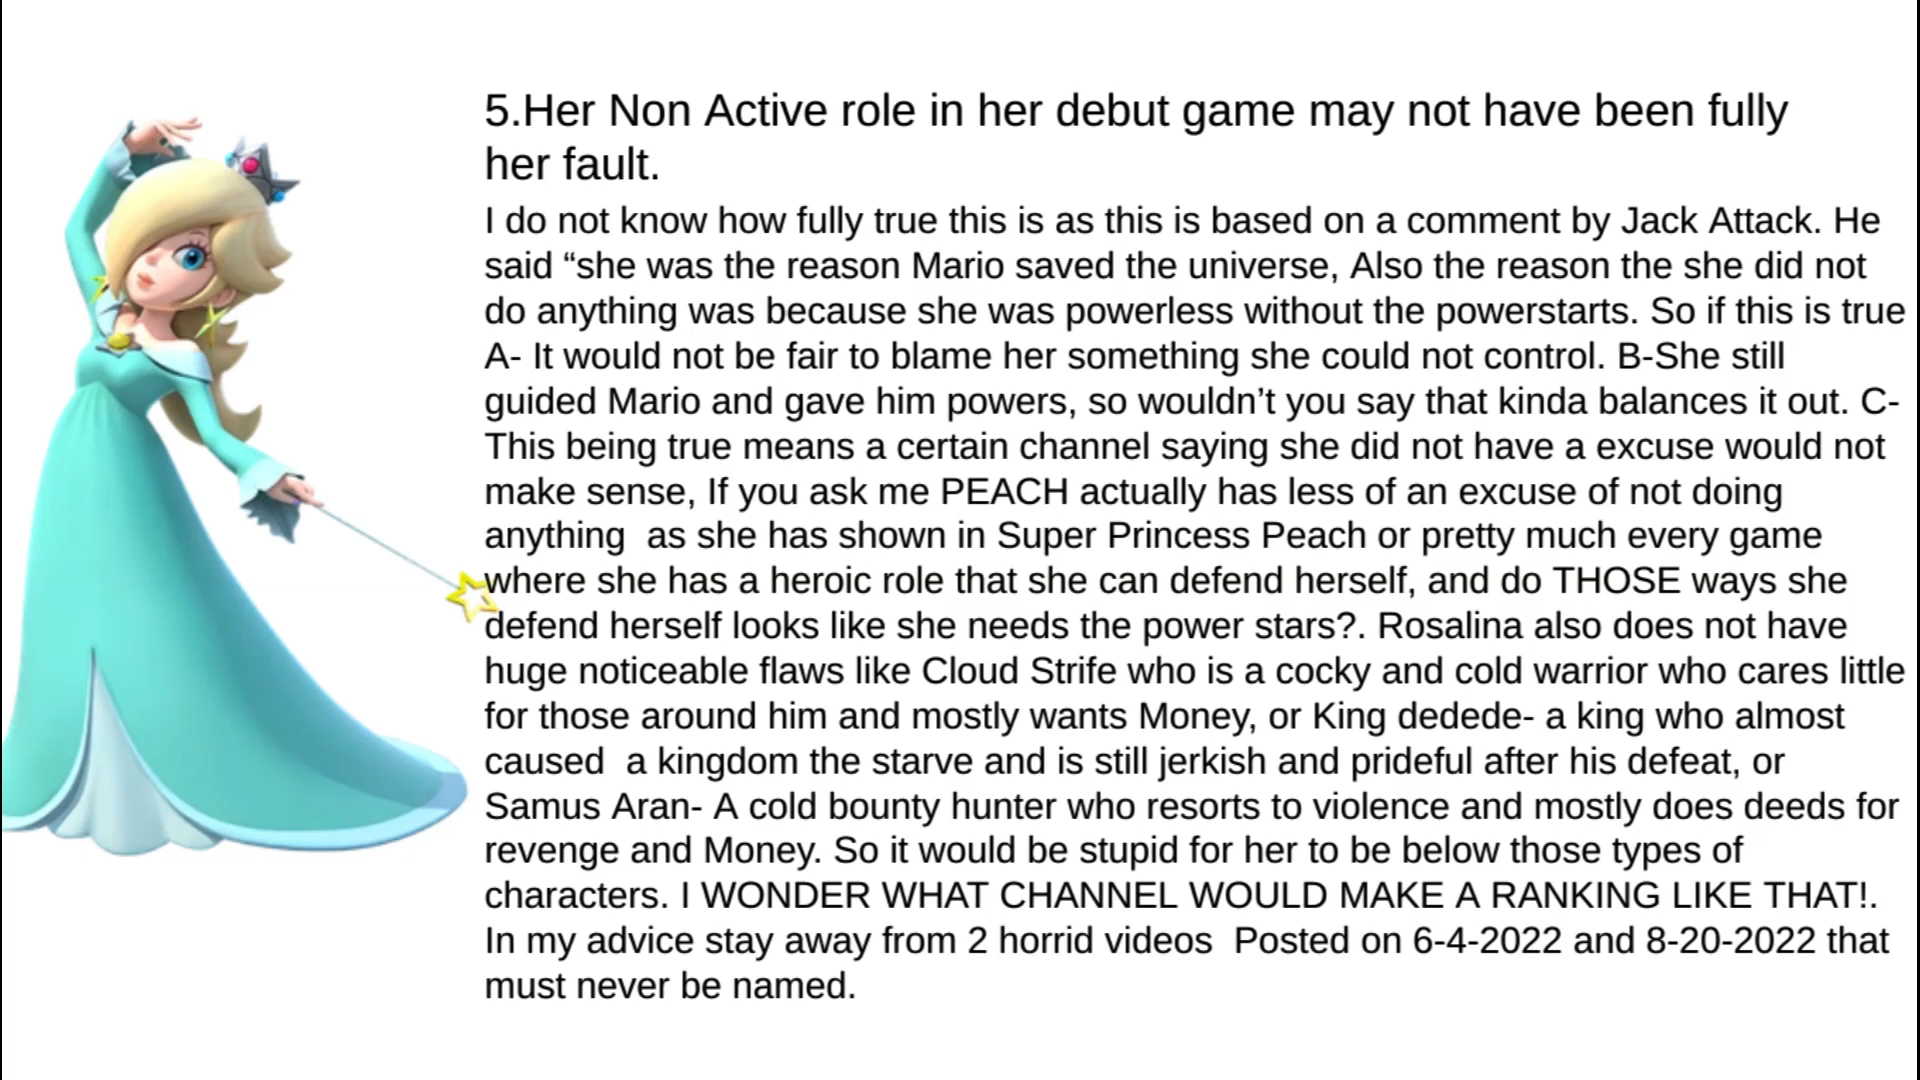 5.Her Non Active role in her debut game may not have been fully
her fault.
I do not know how fully true this is as this is based on a comment by Jack Attack. He
said “she was the reason Mario saved the universe, Also the reason the she did not
do anything was because she was powerless without the powerstarts. So if this is true
A- It would not be fair to blame her something she could not control. B-She still
guided Mario and gave him powers, so wouldn’t you say that kinda balances it out. C-
This being true means a certain channel saying she did not have a excuse would not
make sense, If you ask me PEACH actually has less of an excuse of not doing
anything  as she has shown in Super Princess Peach or pretty much every game
where she has a heroic role that she can defend herself, and do THOSE ways she
defend herself looks like she needs the power stars?. Rosalina also does not have
huge noticeable flaws like Cloud Strife who is a cocky and cold warrior who cares little
for those around him and mostly wants Money, or King dedede- a king who almost
caused  a kingdom the starve and is still jerkish and prideful after his defeat, or
Samus Aran- A cold bounty hunter who resorts to violence and mostly does deeds for
revenge and Money. So it would be stupid for her to be below those types of
characters. I WONDER WHAT CHANNEL WOULD MAKE A RANKING LIKE THAT!.
In my advice stay away from 2 horrid videos  Posted on 6-4-2022 and 8-20-2022 that
must never be named.